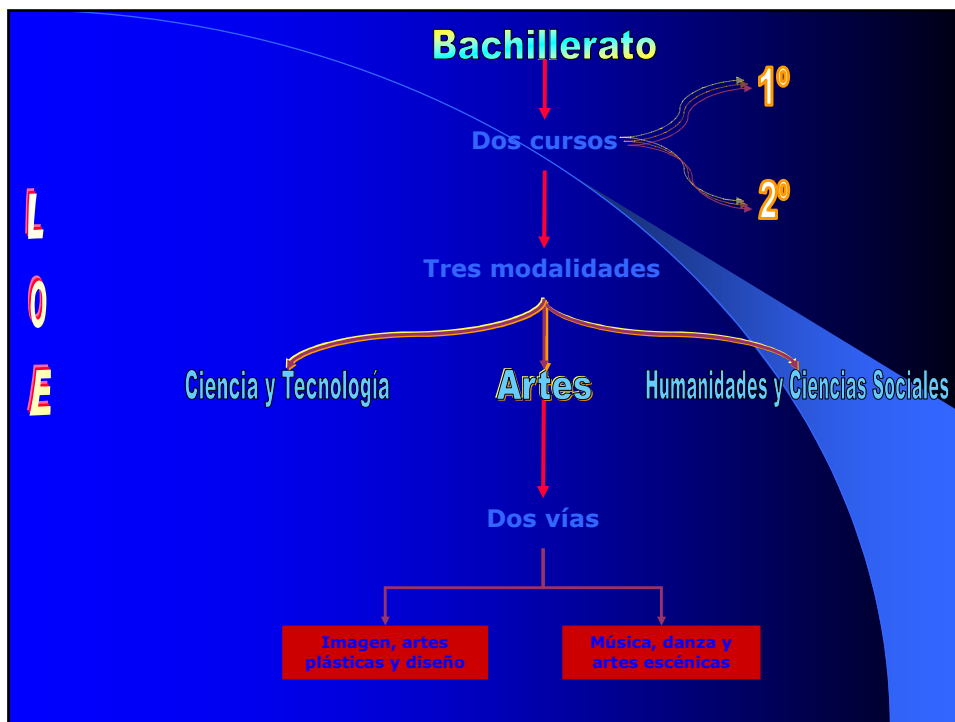 Bachillerato
1º
Dos cursos
2º
L
O
E
Tres modalidades
Ciencia y Tecnología
Artes
Humanidades y Ciencias Sociales
Dos vías
Imagen, artes
plásticas y diseño
Música, danza y
artes escénicas